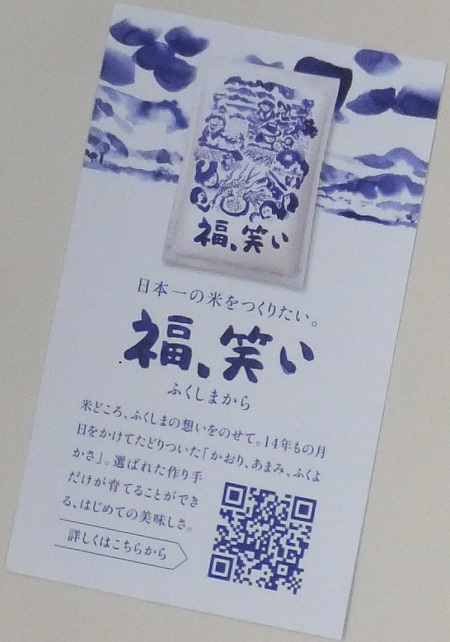 福、笑い
日本一の米をつくりたい。
福、笑い
ふくしまから
米どころ、ふくしまの想いをのせて。14年もの月
日をかけてたどりついた「かおり、あまみ、ふくよ
かさ」。選ばれた作り手
だけが育てることができ
る、はじめての美味しさ。
詳しくはこちらから